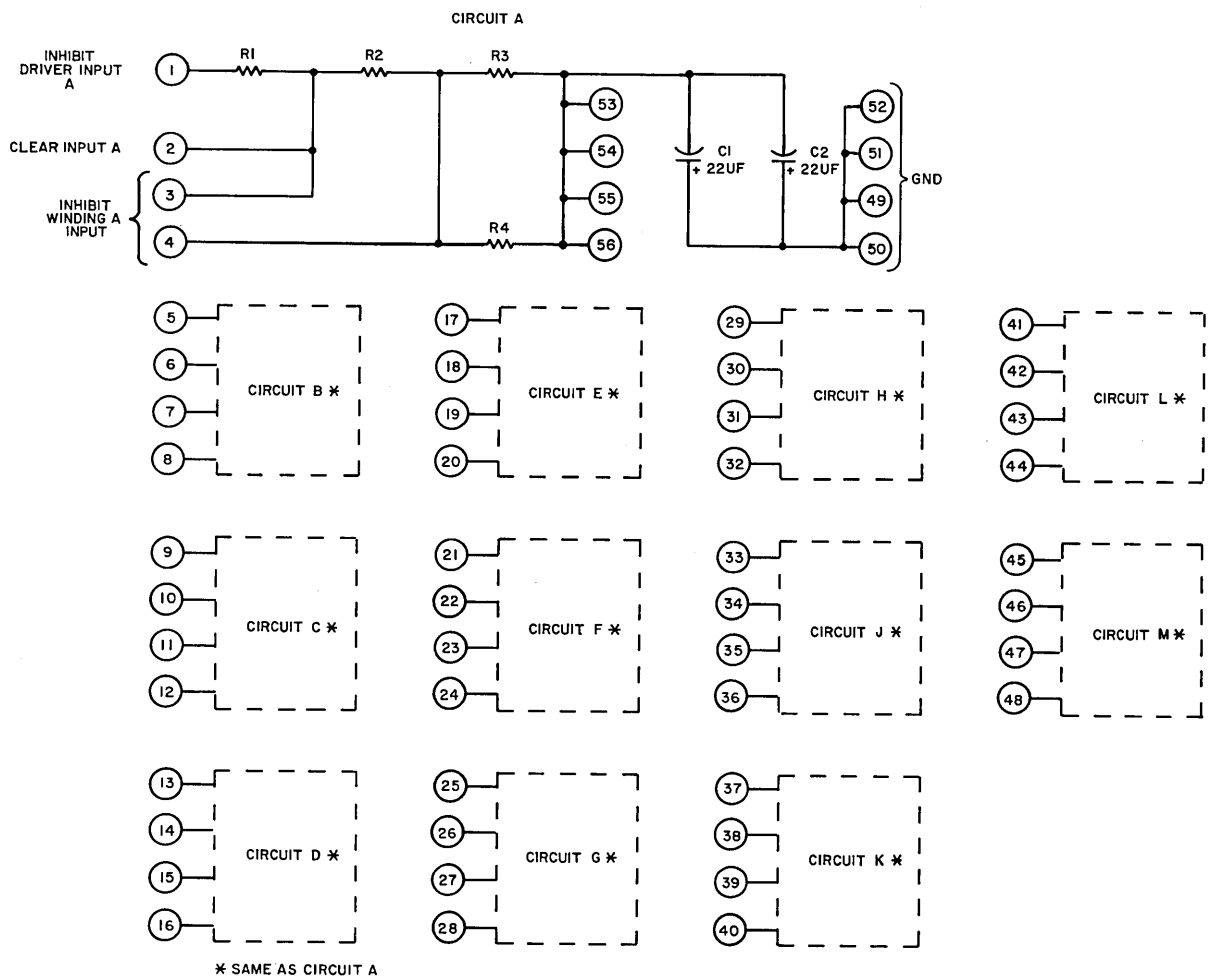 CIRCUIT A
INHIBIT
DRIVER INPUT
A
1
R1
R2
R3
53
52
CLEAR INPUT A
2
54
C1
+ 22UF
C2
+ 22UF
51
GND
3
INHIBIT
WINDING A
INPUT
55
49
4
R4
56
50
5
6
7
8
CIRCUIT B *
17
18
19
20
CIRCUIT E *
29
30
31
32
CIRCUIT H *
41
42
43
44
CIRCUIT L *
9
10
11
12
CIRCUIT C *
21
22
23
24
CIRCUIT F *
33
34
35
36
CIRCUIT J *
45
46
47
48
CIRCUIT M *
13
14
15
16
CIRCUIT D *
25
26
27
28
CIRCUIT G *
37
38
39
40
CIRCUIT K *
* SAME AS CIRCUIT A